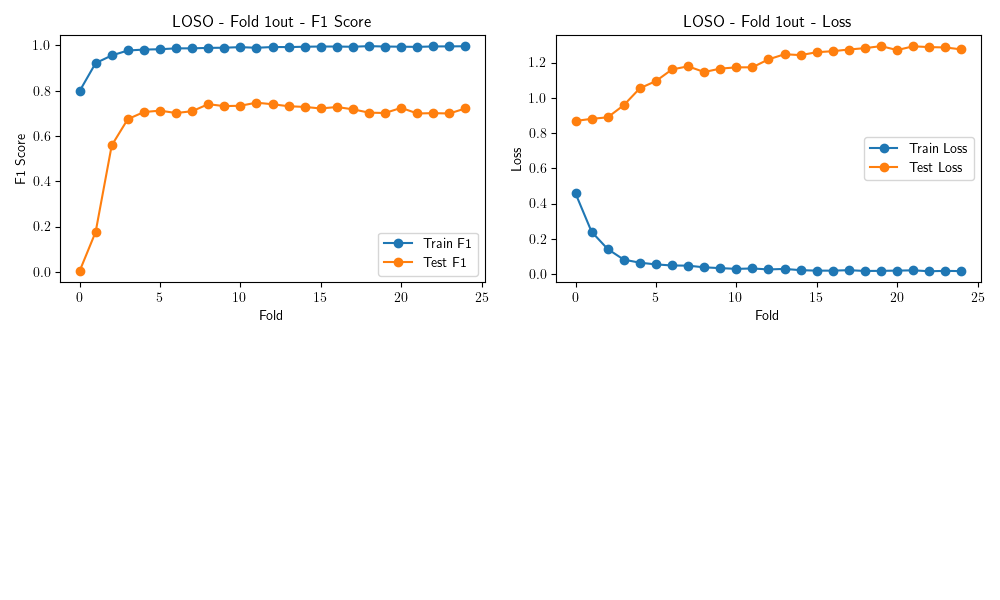 LOSO - Fold 1out - F1 Score
1.0
0.8
0.6
0.4
0.2
0.0
F1 Score
Train F1
Test F1
0 5 10 15 20 25
Fold
LOSO - Fold 1out - Loss
1.2
1.0
0.8
0.6
0.4
0.2
0.0
Loss
Train Loss
Test Loss
0 5 10 15 20 25
Fold